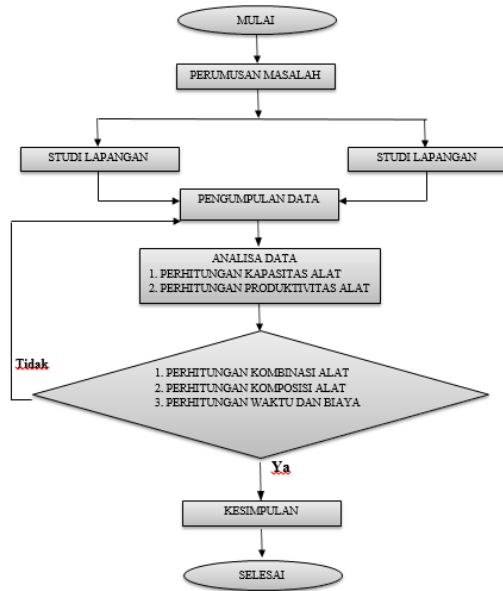 MULAI
PERUMUSAN MASALAH
STUDI LAPANGAN
STUDI LAPANGAN
PENGUMPULAN DATA
ANALISA DATA
1. PERHITUNGAN KAPASITAS ALAT
2. PERHITUNGAN PRODUKTIVITAS ALAT
Tidak
1. PERHITUNGAN KOMBINASI ALAT
2. PERHITUNGAN KOMPOSISI ALAT
3. PERHITUNGAN WAKTU DAN BIAYA
Ya
KESIMPULAN
SELESAI